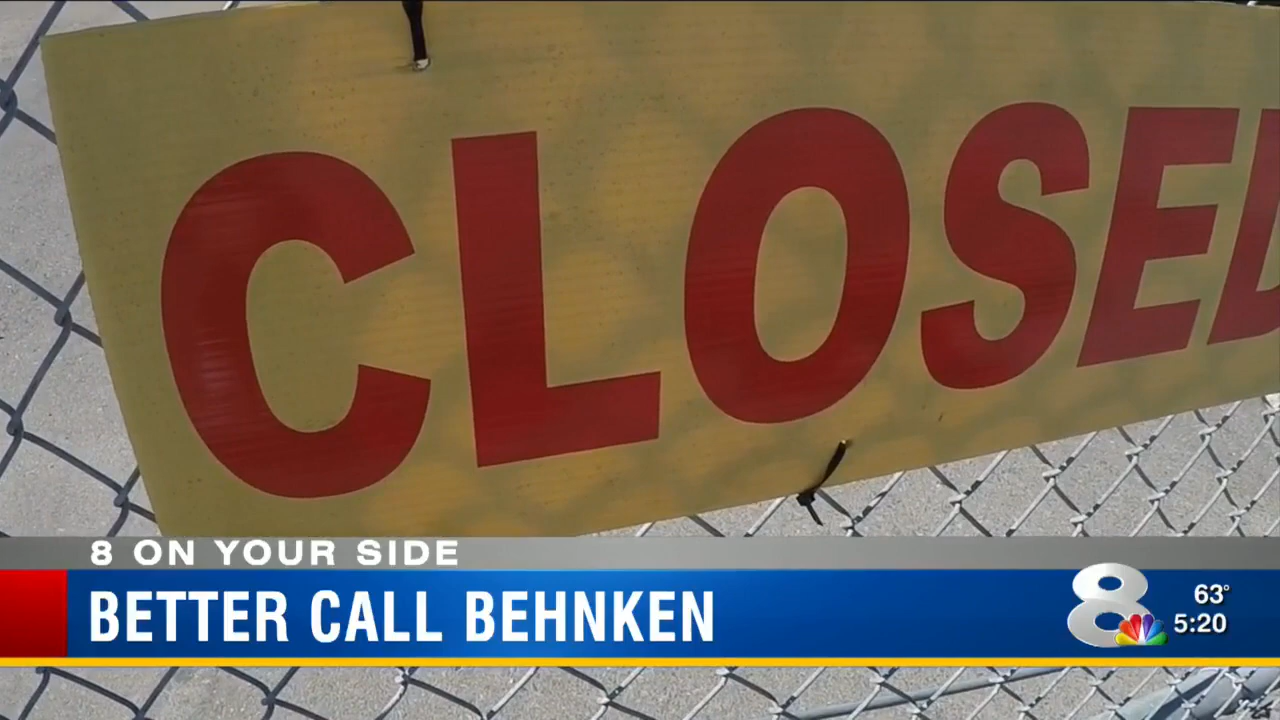 CLOSED
8 ON YOUR SIDE
BETTER CALL BEHNKEN
8
63°
5:20